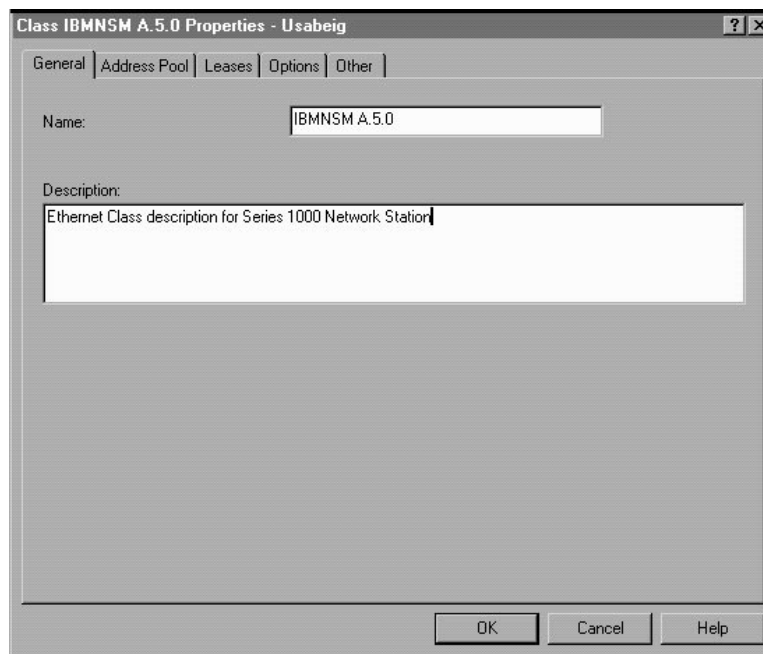 Class IBMNSM A.5.0 Properties - Usabeig
General Address Pool Leases Options Other
Name: IBMNSM A.5.0
Description:
Ethernet Class description for Series 1000 Network Station
OK Cancel Help